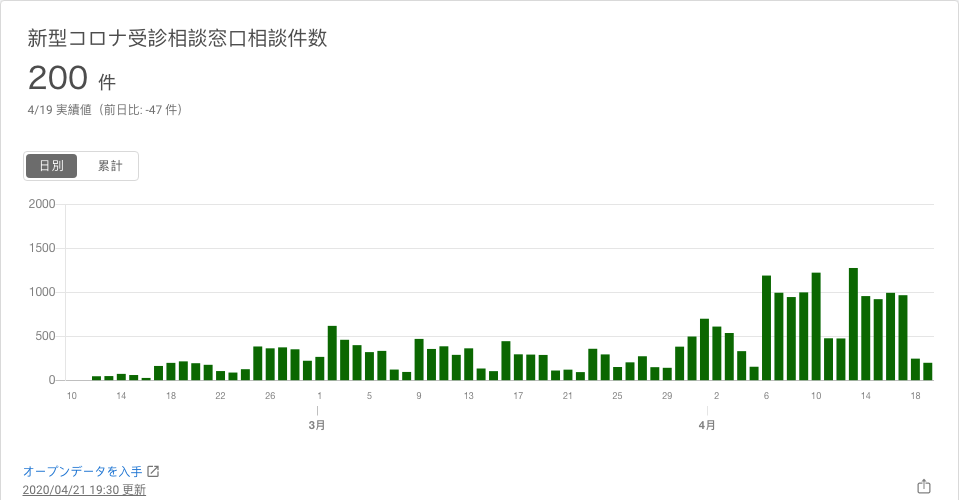 新型コロナ受診相談窓口相談件数
200 件
4/19 実績値（前日比: -47 件）
日別 累計
2000
1500
1000
500
0
10 14 18 22 26 1 5 9 13 17 21 25 29 2 6 10 14 18
3月 4月
オープンデータを入手
2020/04/21 19:30 更新